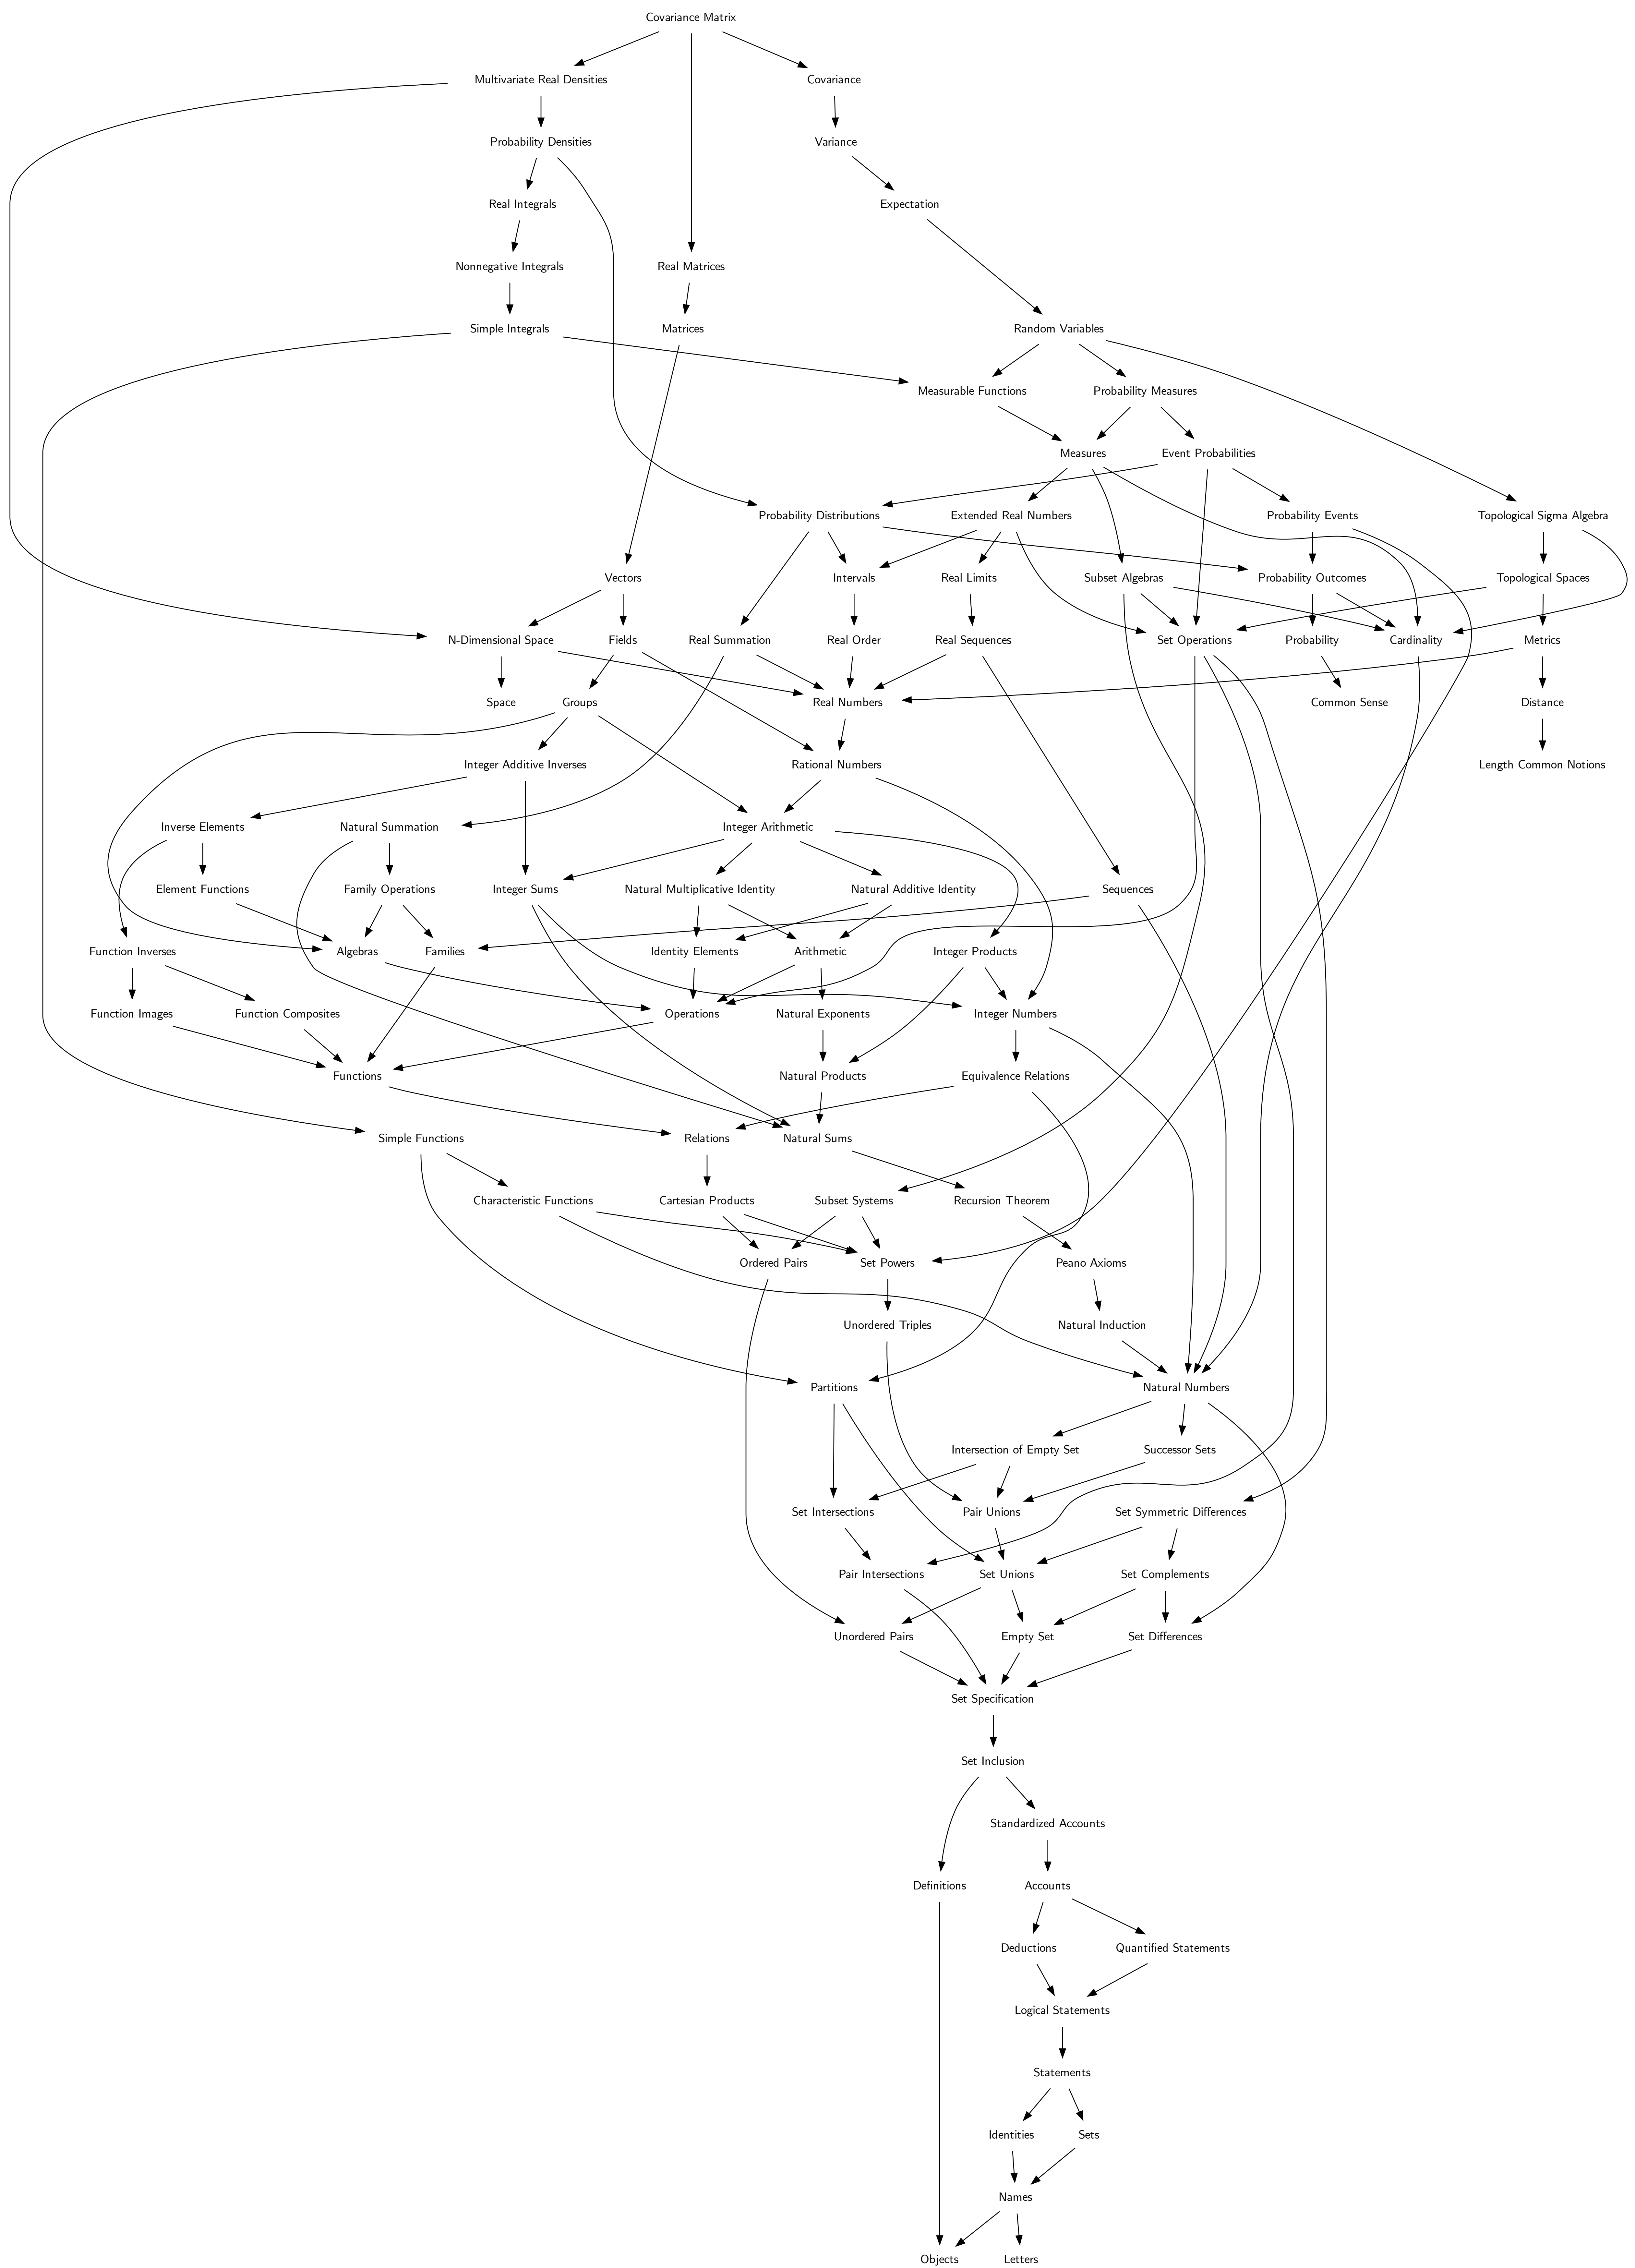 Covariance Matrix
Multivariate Real Densities
Covariance
Probability Densities
Variance
Real Integrals
Expectation
Nonnegative Integrals
Real Matrices
Simple Integrals
Matrices
Random Variables
Measurable Functions
Probability Measures
Measures
Event Probabilities
Probability Distributions
Extended Real Numbers
Probability Events
Topological Sigma Algebra
Vectors
Intervals
Real Limits
Subset Algebras
Probability Outcomes
Topological Spaces
N-Dimensional Space
Fields
Real Summation
Real Order
Real Sequences
Set Operations
Probability
Cardinality
Metrics
Space
Groups
Real Numbers
Common Sense
Distance
Integer Additive Inverses
Rational Numbers
Length Common Notions
Inverse Elements
Natural Summation
Integer Arithmetic
Element Functions
Family Operations
Integer Sums
Natural Multiplicative Identity
Natural Additive Identity
Sequences
Function Inverses
Algebras
Families
Identity Elements
Arithmetic
Integer Products
Function Images
Function Composites
Operations
Natural Exponents
Integer Numbers
Functions
Natural Products
Equivalence Relations
Simple Functions
Relations
Natural Sums
Characteristic Functions
Cartesian Products
Subset Systems
Recursion Theorem
Ordered Pairs
Set Powers
Peano Axioms
Unordered Triples
Natural Induction
Partitions
Natural Numbers
Intersection of Empty Set
Successor Sets
Set Intersections
Pair Unions
Set Symmetric Differences
Pair Intersections
Set Unions
Set Complements
Unordered Pairs
Empty Set
Set Differences
Set Specification
Set Inclusion
Standardized Accounts
Definitions
Accounts
Deductions
Quantified Statements
Logical Statements
Statements
Identities
Sets
Names
Objects
Letters